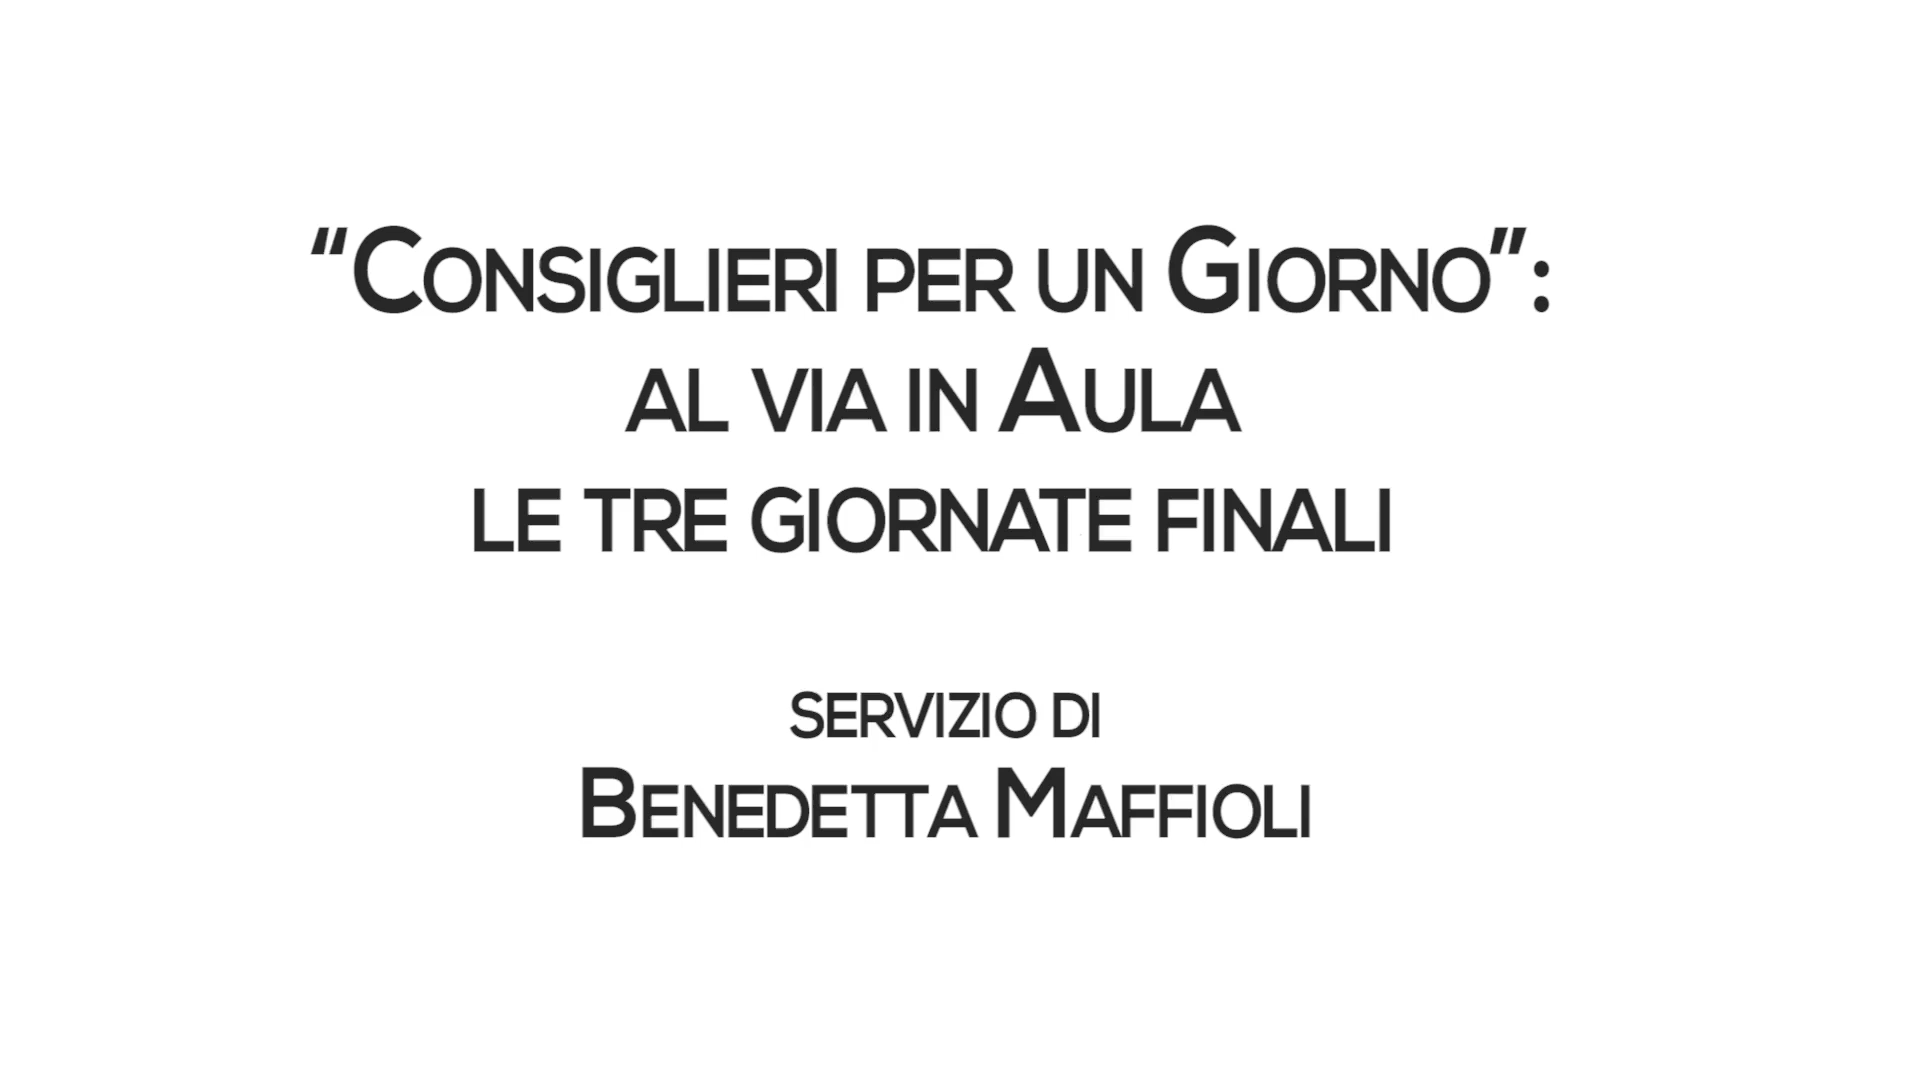 “Consiglieri per un Giorno”:
al via in Aula
le tre giornate finali
servizio di
Benedetta Maffioli